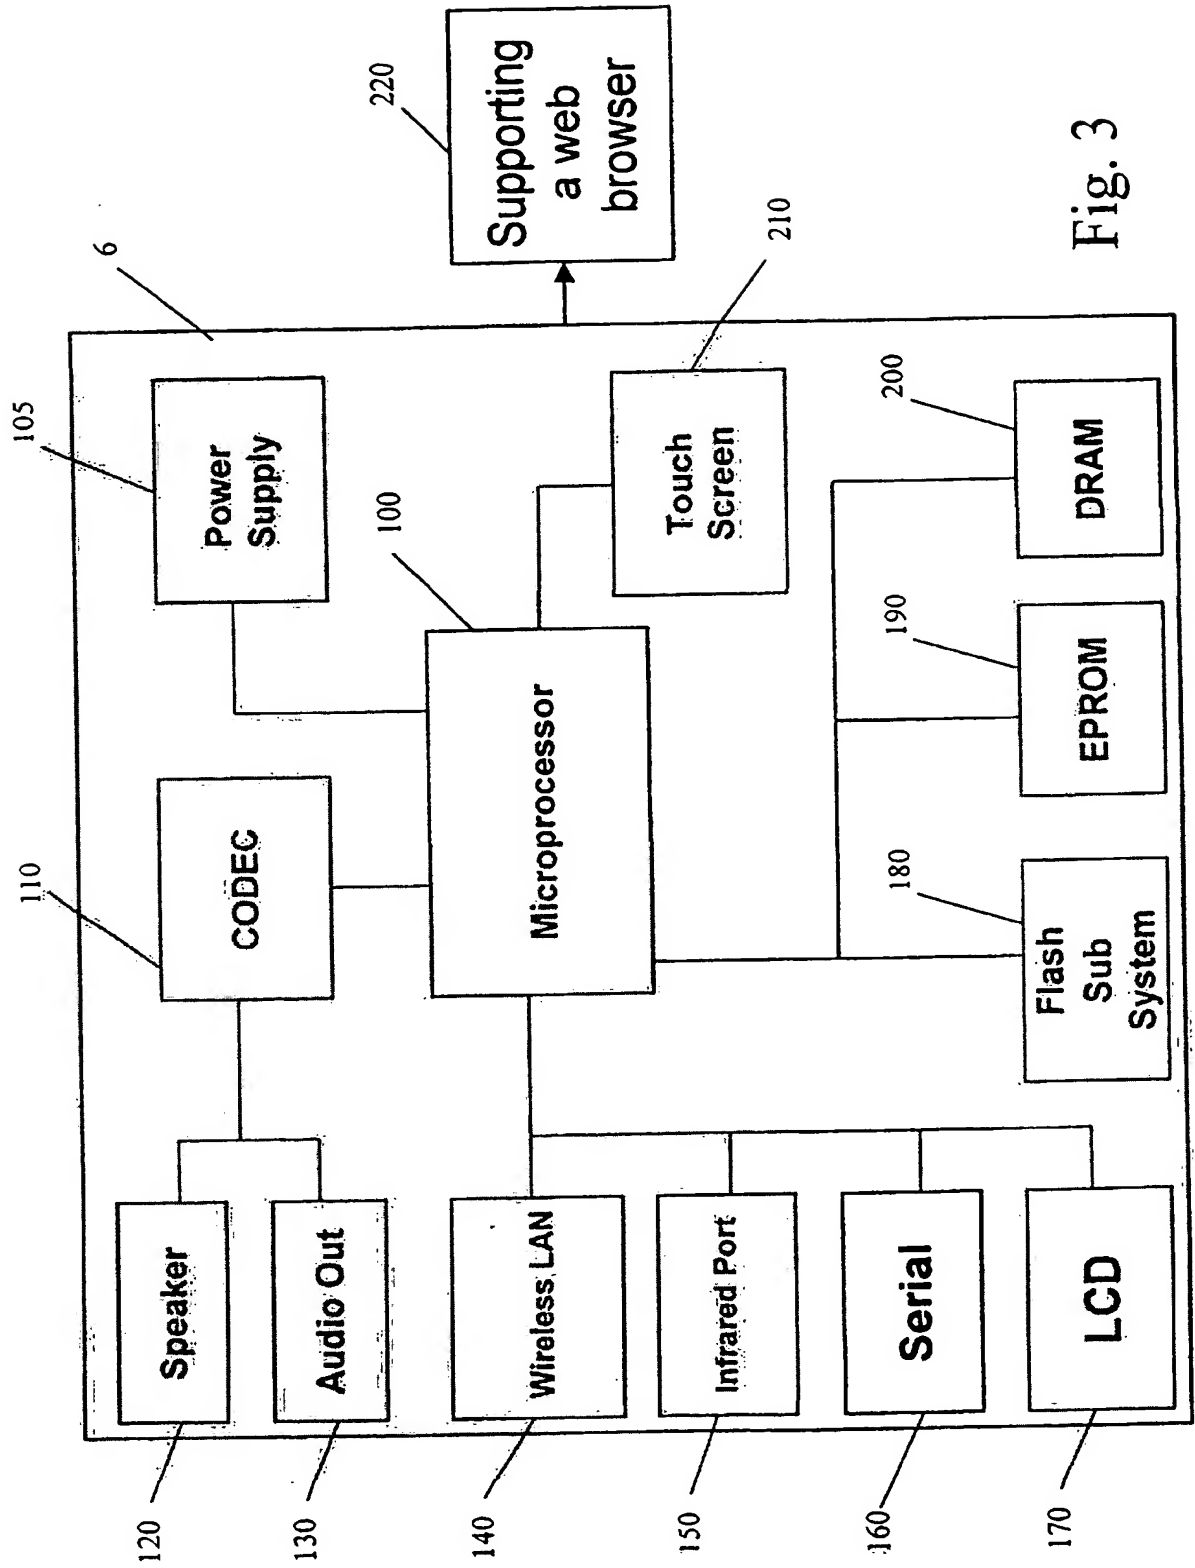 120
Speaker
110
CODEC
105
Power
Supply
6
130
Audio Out
140
Wireless LAN
Microprocessor
100
220
Supporting
a web
browser
150
Infrared Port
Touch
Screen
210
160
Serial
180
190
200
170
LCD
Flash
Sub
System
EPROM
DRAM
Fig. 3